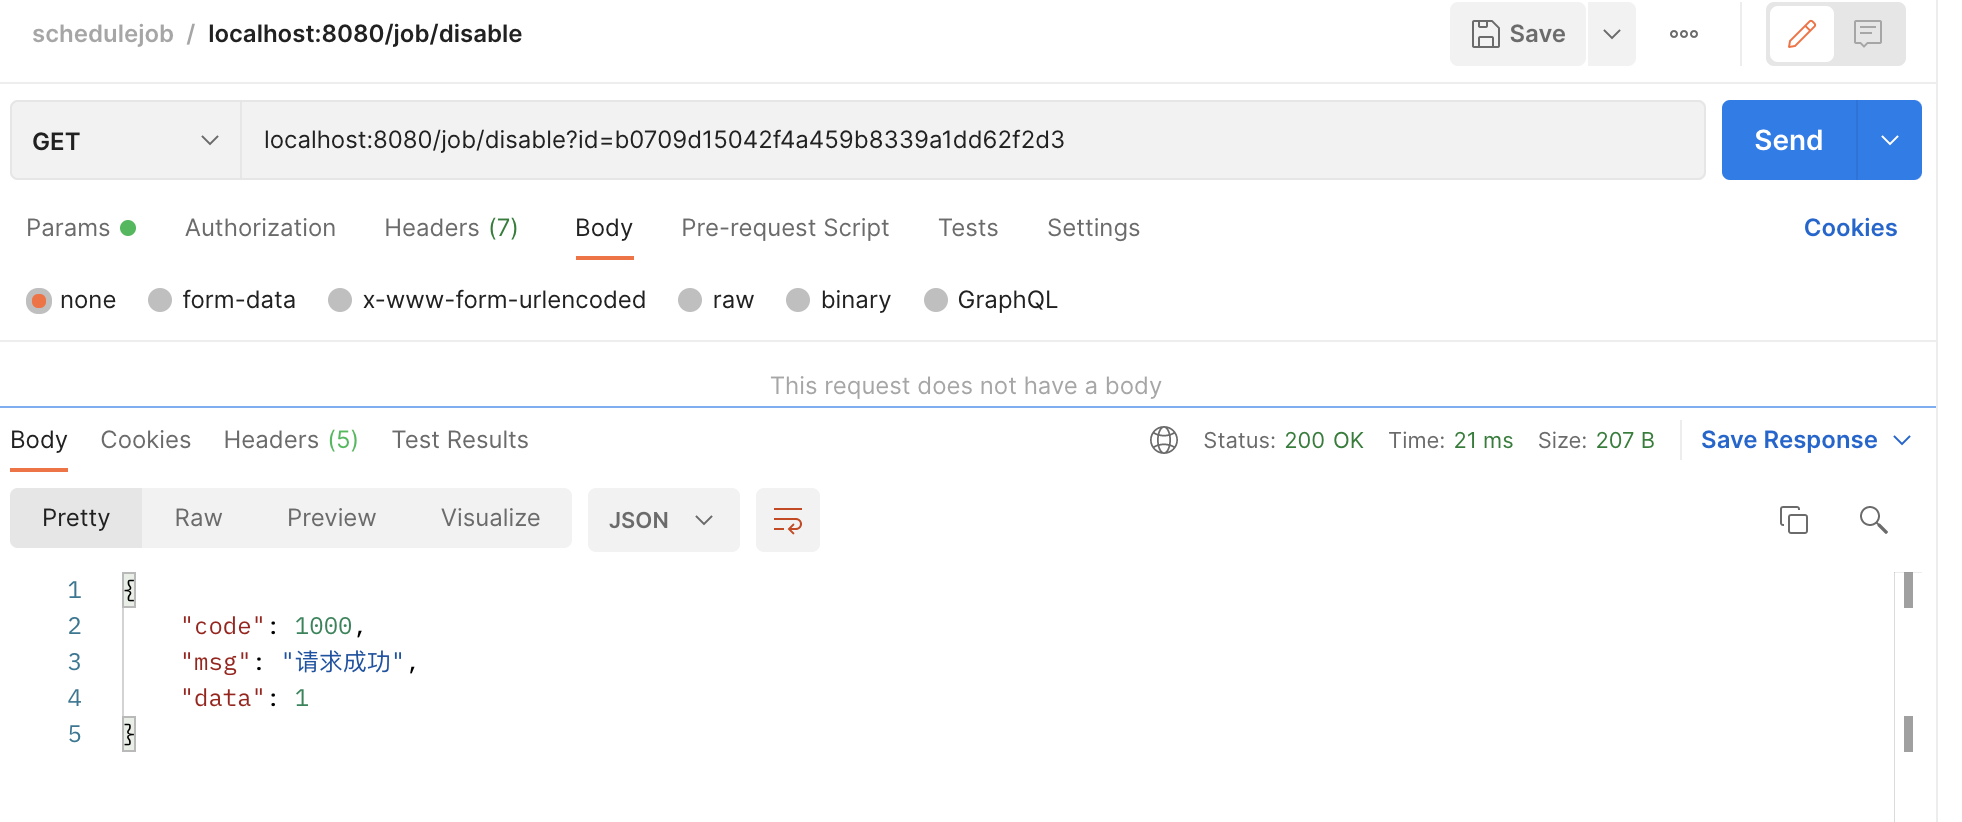 schedulejob / localhost:8080/job/disable Save
GET localhost:8080/job/disable?id=b0709d15042f4a459b8339a1dd62f2d3 Send
Params Authorization Headers (7) Body Pre-request Script Tests Settings Cookies
none form-data x-www-form-urlencoded raw binary GraphQL
This request does not have a body
Body Cookies Headers (5) Test Results Status: 200 OK Time: 21 ms Size: 207 B Save Response
Pretty Raw Preview Visualize JSON
1 {
2 "code": 1000,
3 "msg": "请求成功",
4 "data": 1
5 }